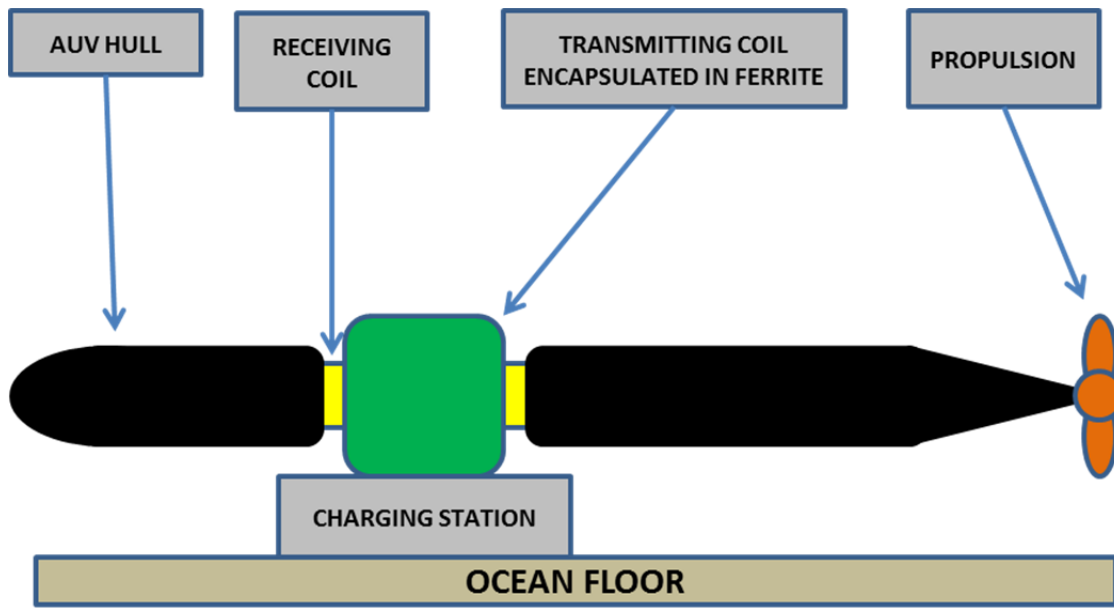 AUV HULL
RECEIVING
COIL
TRANSMITTING COIL
ENCAPSULATED IN FERRITE
PROPULSION
CHARGING STATION
OCEAN FLOOR